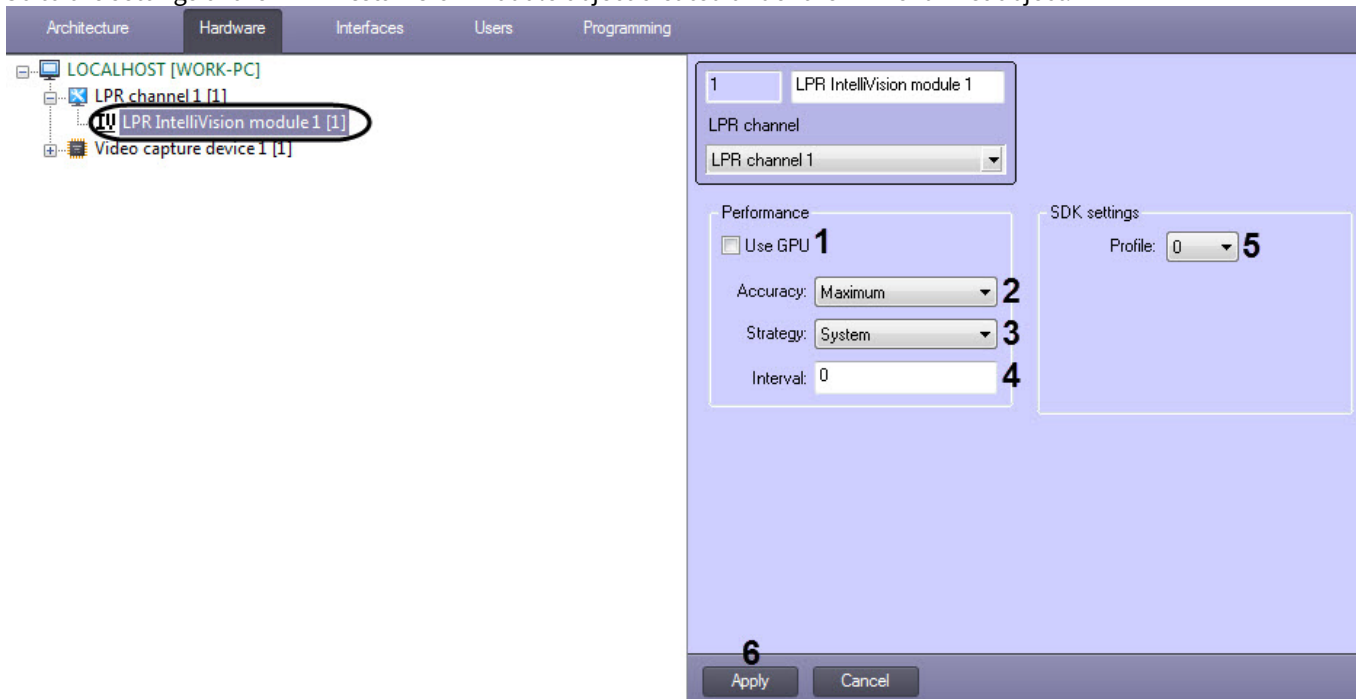 Architecture Hardware Interfaces Users Programming
LOCALHOST [WORK-PC]
LPR channel 1 [1]
LPR IntelliVision module 1 [1]
Video capture device 1 [1]
1 LPR IntelliVision module 1
LPR channel
LPR channel 1
Performance
Use GPU 1
Accuracy: Maximum 2
Strategy: System 3
Interval: 0 4
SDK settings
Profile: 0 5
6
Apply Cancel